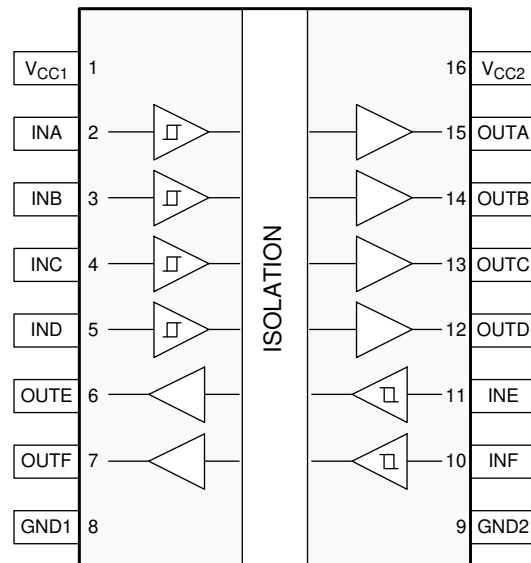 VCC1 1 16 VCC2
INA 2 15 OUTA
INB 3 14 OUTB
INC 4 13 OUTC
IND 5 12 OUTD
OUTE 6 11 INE
OUTF 7 10 INF
GND1 8 9 GND2
ISOLATION